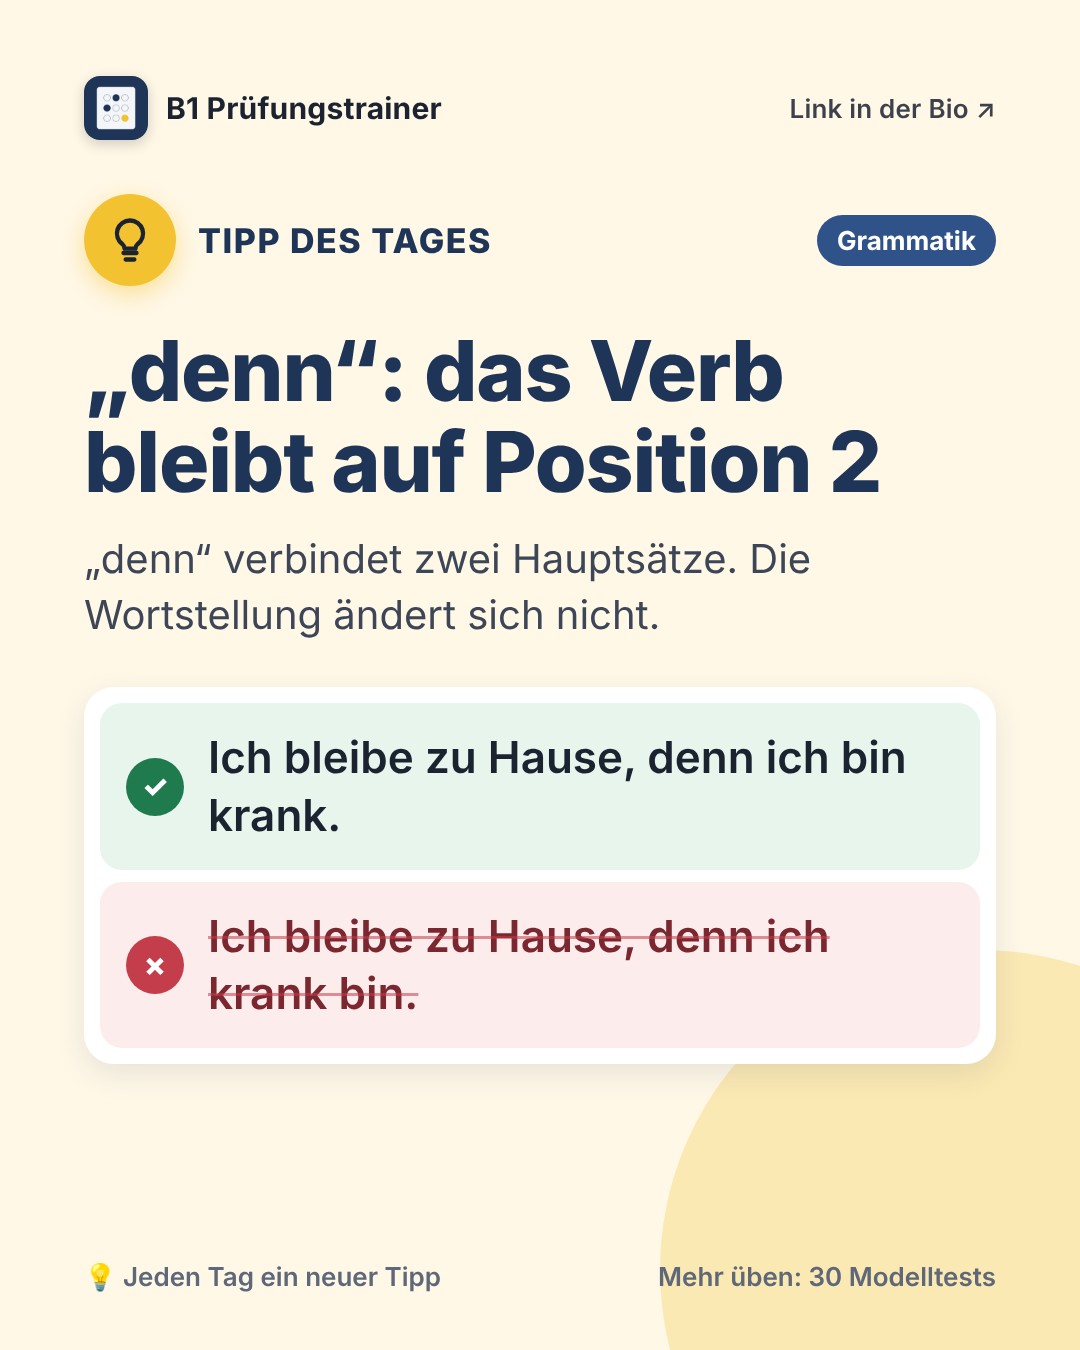 B1 Prüfungstrainer
Link in der Bio ↗
TIPP DES TAGES
Grammatik
„denn“: das Verb
bleibt auf Position 2
„denn“ verbindet zwei Hauptsätze. Die
Wortstellung ändert sich nicht.
Ich bleibe zu Hause, denn ich bin
krank.
Ich bleibe zu Hause, denn ich
krank bin.
💡 Jeden Tag ein neuer Tipp
Mehr üben: 30 Modelltests